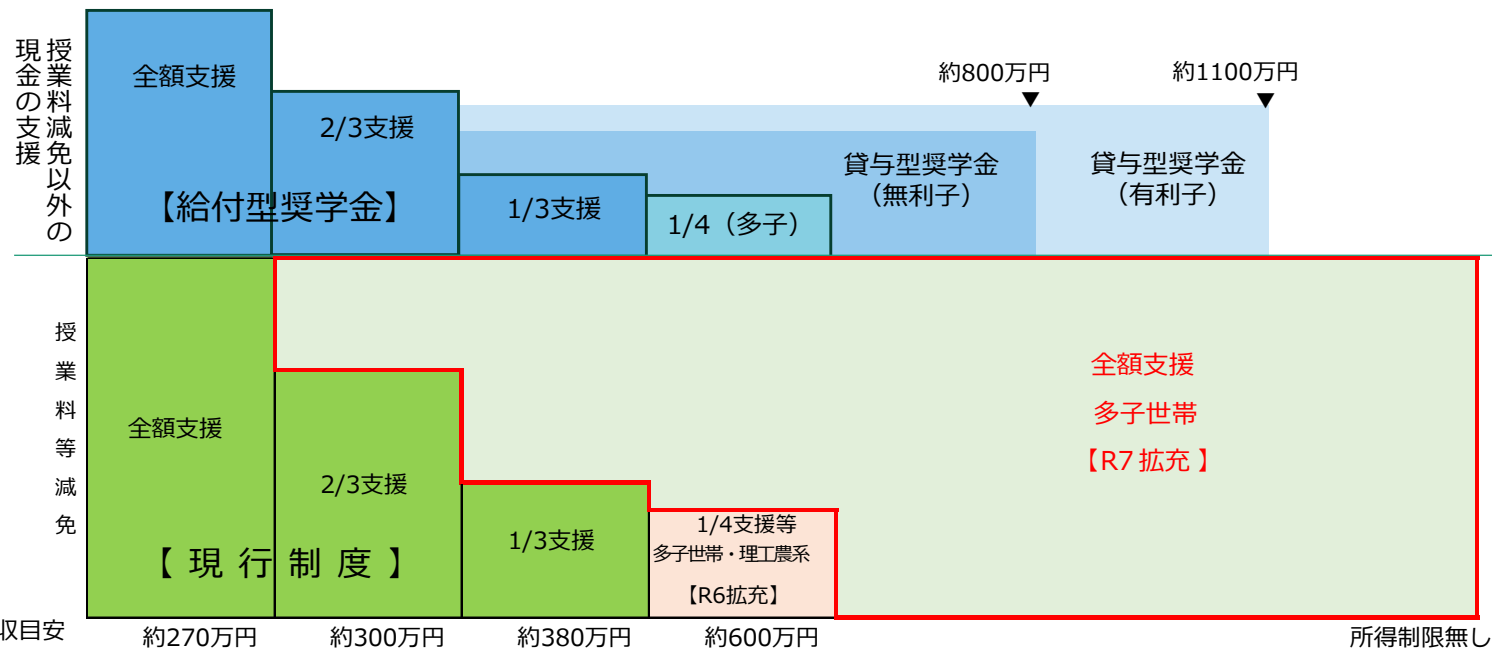 授業料減免以外の
現金の支援
全額支援
2/3支援
【給付型奨学金】
1/3支援
1/4（多子）
約800万円
約1100万円
貸与型奨学金
（無利子）
貸与型奨学金
（有利子）
授業料等減免
全額支援
2/3支援
【 現 行 制 度 】
1/3支援
1/4支援等
多子世帯・理工農系
【R6拡充】
全額支援
多子世帯
【R7 拡充 】
収目安
約270万円
約300万円
約380万円
約600万円
所得制限無し